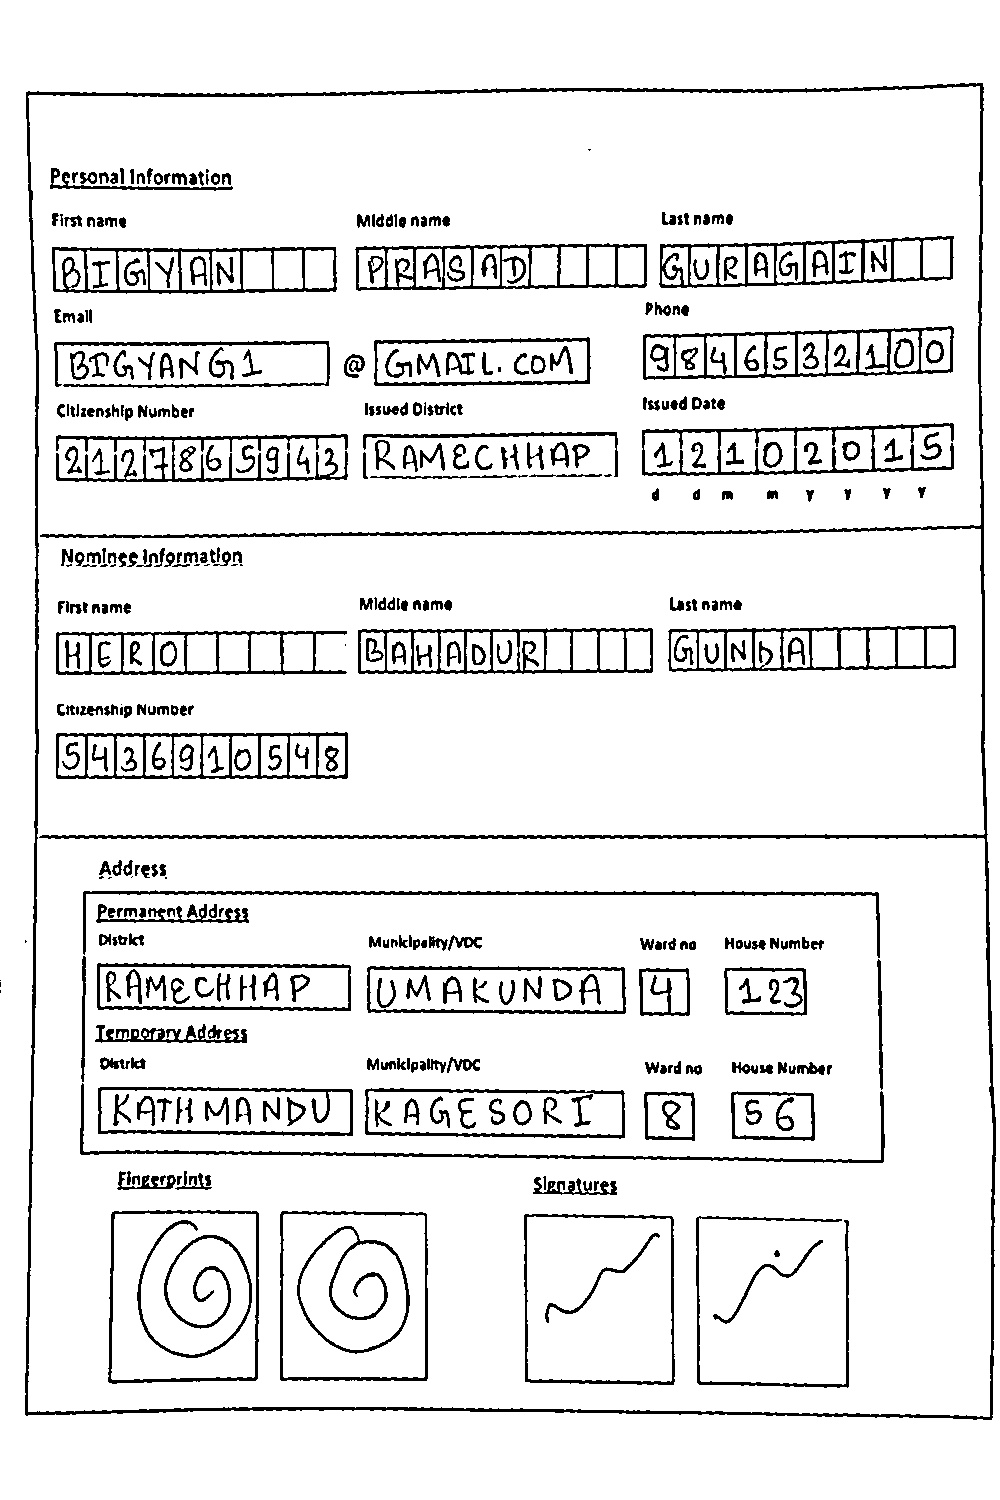 Personal Information
First name Middle name Last name
BIGYAN PRASAD GURAGAIN
Email Phone
BIGYANG1 @ GMAIL.COM 9846532100
Citizenship Number Issued District Issued Date
2127865943 RAMECHHAP 12102015
d d m m y y y y
Nominee Information
First name Middle name Last name
HERO BAHADUR GUNDA
Citizenship Number
5436910548
Address
Permanent Address
District Municipality/VDC Ward no House Number
RAMECHHAP UMAKUNDA 4 123
Temporary Address
District Municipality/VDC Ward no House Number
KATHMANDU KAGESORI 8 56
Fingerprints Signatures